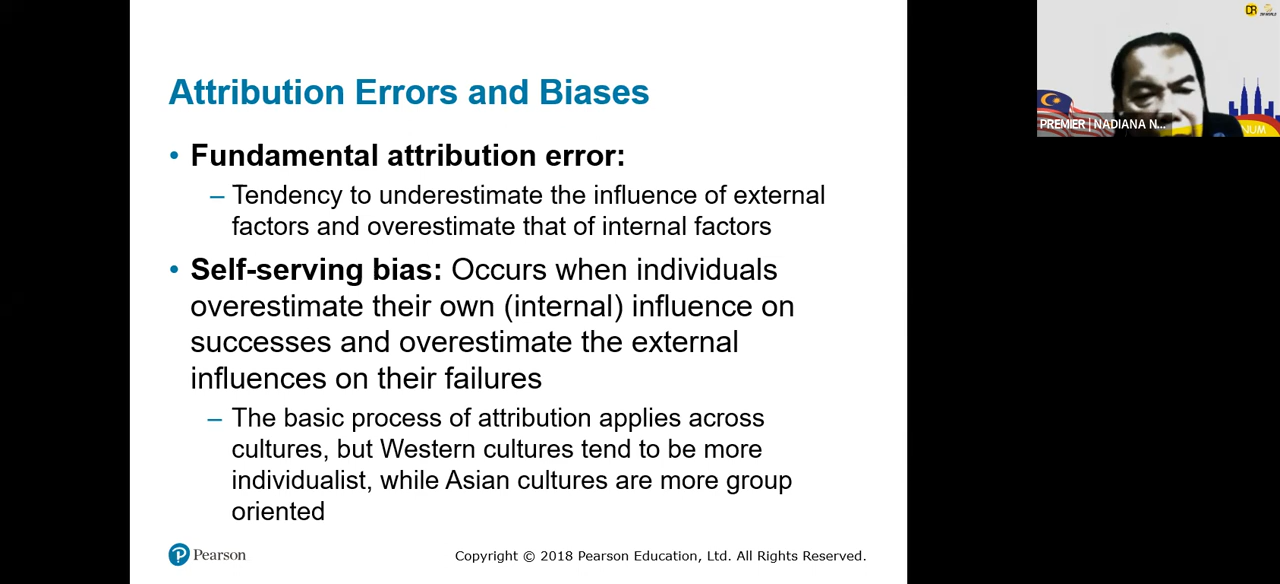 Attribution Errors and Biases
• Fundamental attribution error:
– Tendency to underestimate the influence of external
factors and overestimate that of internal factors
• Self-serving bias: Occurs when individuals
overestimate their own (internal) influence on
successes and overestimate the external
influences on their failures
– The basic process of attribution applies across
cultures, but Western cultures tend to be more
individualist, while Asian cultures are more group
oriented
P Pearson
Copyright © 2018 Pearson Education, Ltd. All Rights Reserved.
PREMIER | NADIANA N...